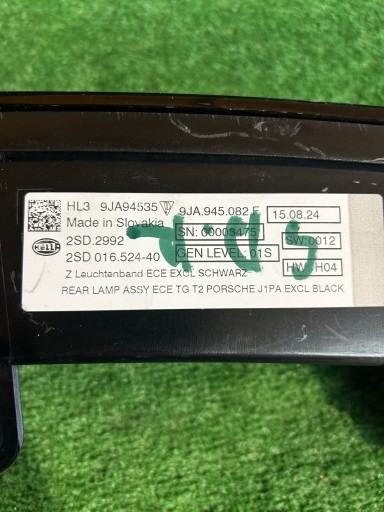 HL3 9JA94535 9JA.945.082.F 15.08.24
Made in Slovakia SN: 00003475 SW:0012
HELLA 2SD.2992 GEN LEVEL: 01S HW: H04
2SD 016.524-40
Z Leuchtenband ECE EXCL SCHWARZ
REAR LAMP ASSY ECE TG T2 PORSCHE J1PA EXCL BLACK